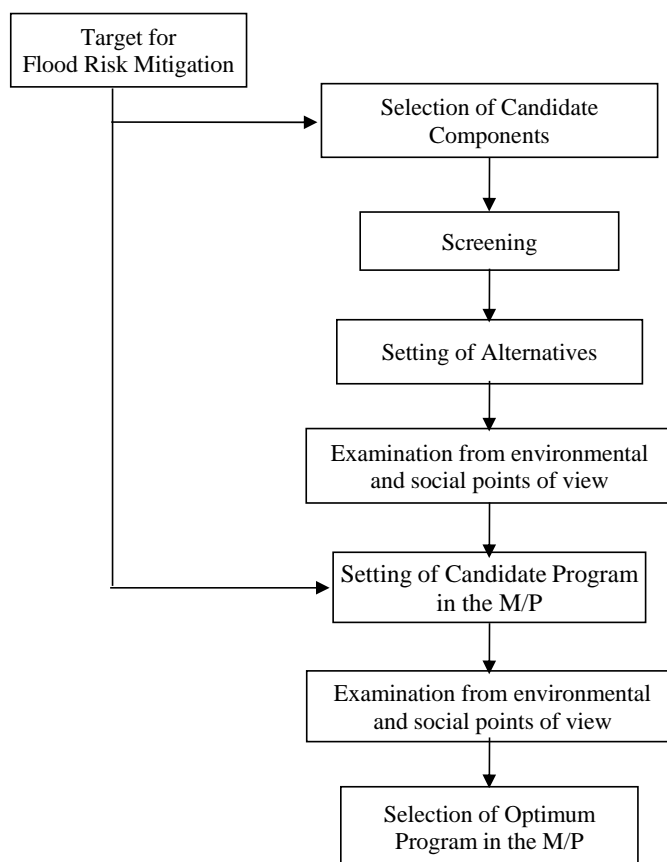 Target for
Flood Risk Mitigation
Selection of Candidate
Components
Screening
Setting of Alternatives
Examination from environmental
and social points of view
Setting of Candidate Program
in the M/P
Examination from environmental
and social points of view
Selection of Optimum
Program in the M/P